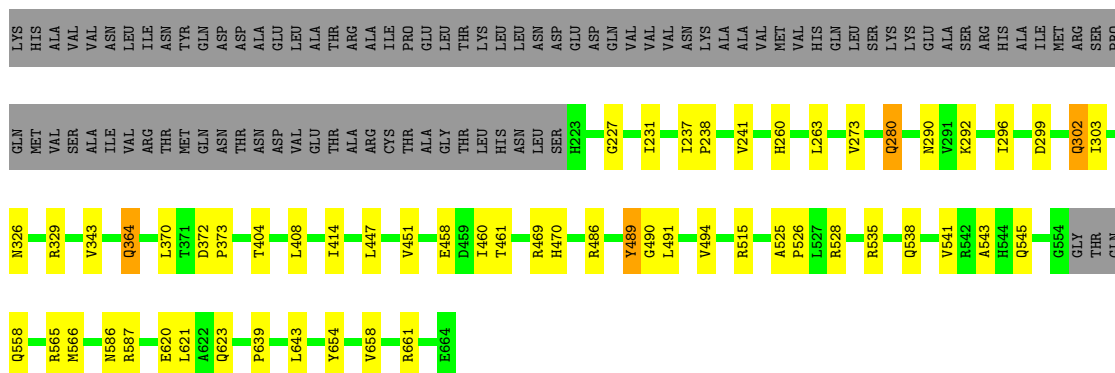 LYS HIS ALA VAL VAL ASN LEU ILE ASN TYR GLN ASP ASP ALA GLU LEU ALA THR ARG ALA ILE PRO GLU LEU THR LYS LEU LEU ASN ASP GLU ASP GLN VAL VAL VAL ASN LYS ALA ALA VAL MET VAL HIS GLN LEU SER LYS LYS GLU ALA SER ARG HIS ALA ILE MET ARG SER PRO
GLN MET VAL SER ALA ILE VAL ARG THR MET GLN ASN THR ASN ASP VAL GLU THR ALA ARG CYS THR ALA GLY THR LEU HIS ASN LEU SER H223 G227 I231 I237 P238 V241 H260 L263 V273 Q280 N290 V291 K292 I296 D299 Q302 I303
N326 R329 V343 Q364 L370 T371 D372 P373 T404 L408 I414 L447 V451 E458 D459 I460 T461 R469 H470 R486 Y489 G490 L491 V494 R515 A525 P526 L527 R528 R535 Q538 V541 R542 A543 H544 Q545 G554 GLY THR GLN
Q558 R565 M566 N586 R587 E620 L621 A622 Q623 P639 L643 Y654 V658 R661 E664